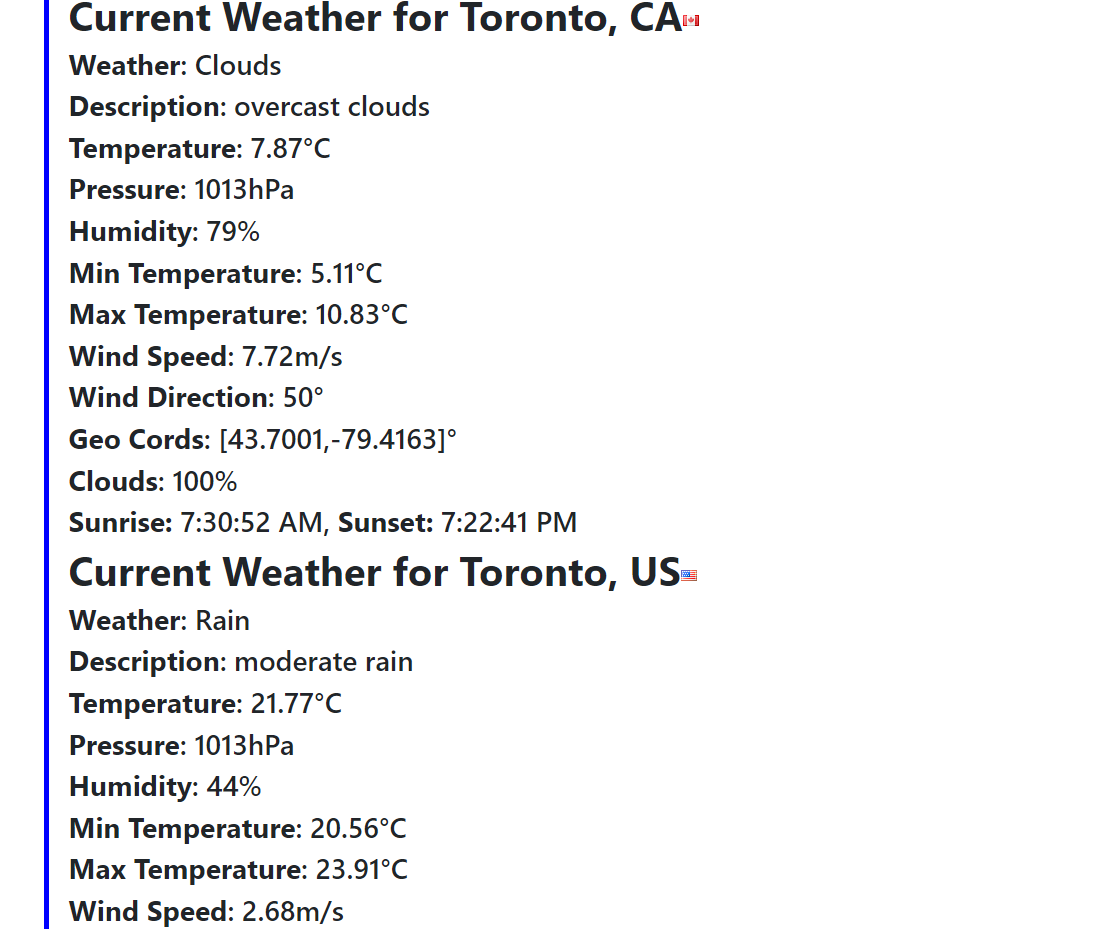 Current Weather for Toronto, CA
Weather: Clouds
Description: overcast clouds
Temperature: 7.87°C
Pressure: 1013hPa
Humidity: 79%
Min Temperature: 5.11°C
Max Temperature: 10.83°C
Wind Speed: 7.72m/s
Wind Direction: 50°
Geo Cords: [43.7001,-79.4163]°
Clouds: 100%
Sunrise: 7:30:52 AM, Sunset: 7:22:41 PM
Current Weather for Toronto, US
Weather: Rain
Description: moderate rain
Temperature: 21.77°C
Pressure: 1013hPa
Humidity: 44%
Min Temperature: 20.56°C
Max Temperature: 23.91°C
Wind Speed: 2.68m/s